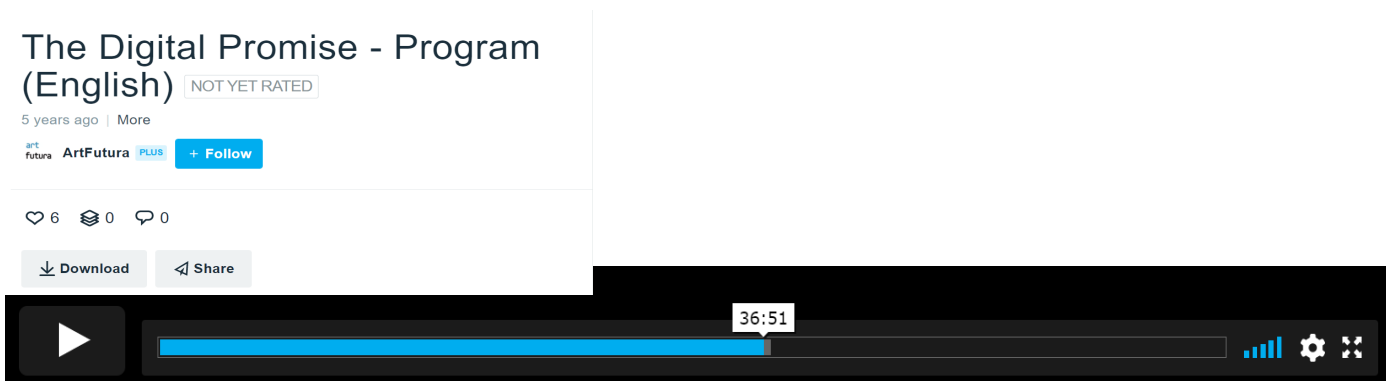 The Digital Promise - Program
(English) NOT YET RATED
5 years ago | More
art
futura
ArtFutura PLUS + Follow
6 0 0
Download Share
36:51